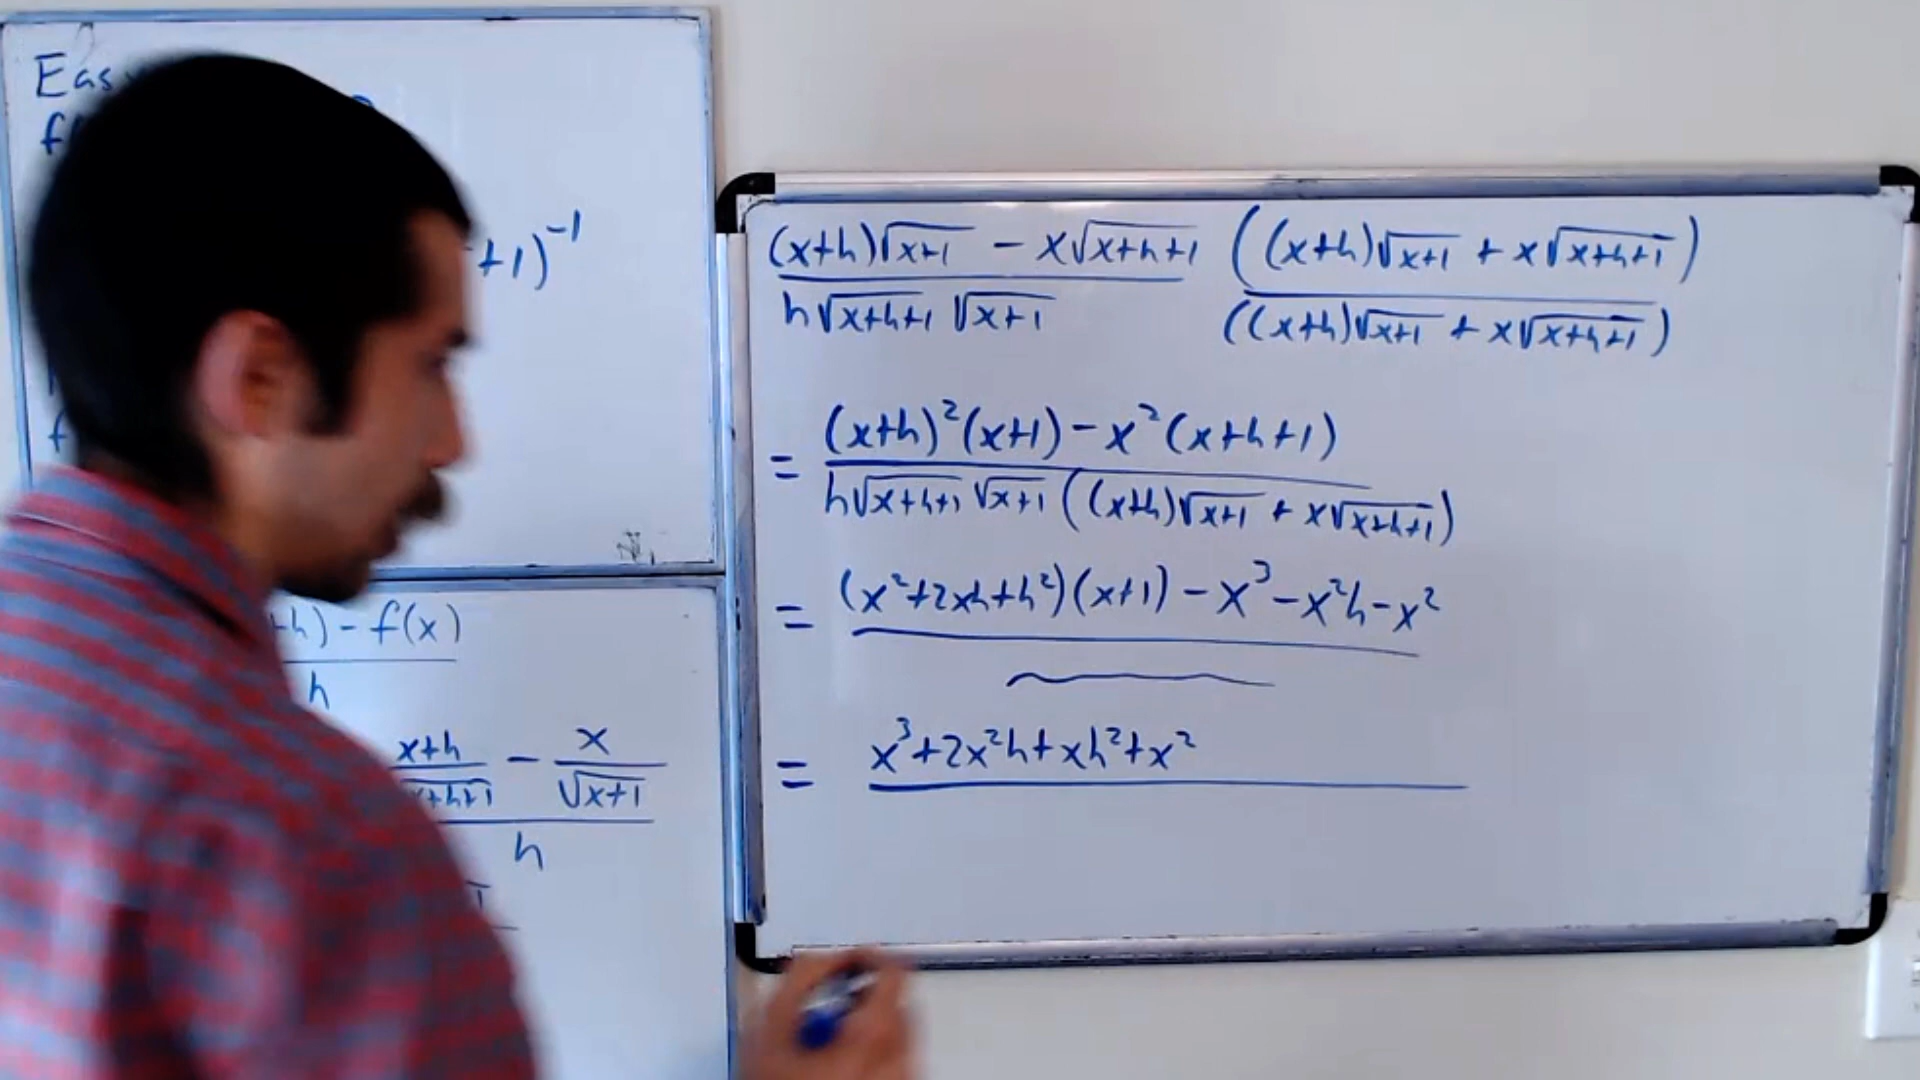 Eas
f
+1)^{-1}
f
+h) - f(x)
h
x+h/√x+h+1 - x/√x+1
h
(x+h)√x+1 - x√x+h+1 ((x+h)√x+1 + x√x+h+1)
h√x+h+1 √x+1 ((x+h)√x+1 + x√x+h+1)
= (x+h)²(x+1) - x²(x+h+1)
h√x+h+1 √x+1 ((x+h)√x+1 + x√x+h+1)
= (x²+2xh+h²)(x+1) - x³ - x²h - x²
= x³+2x²h+xh²+x²